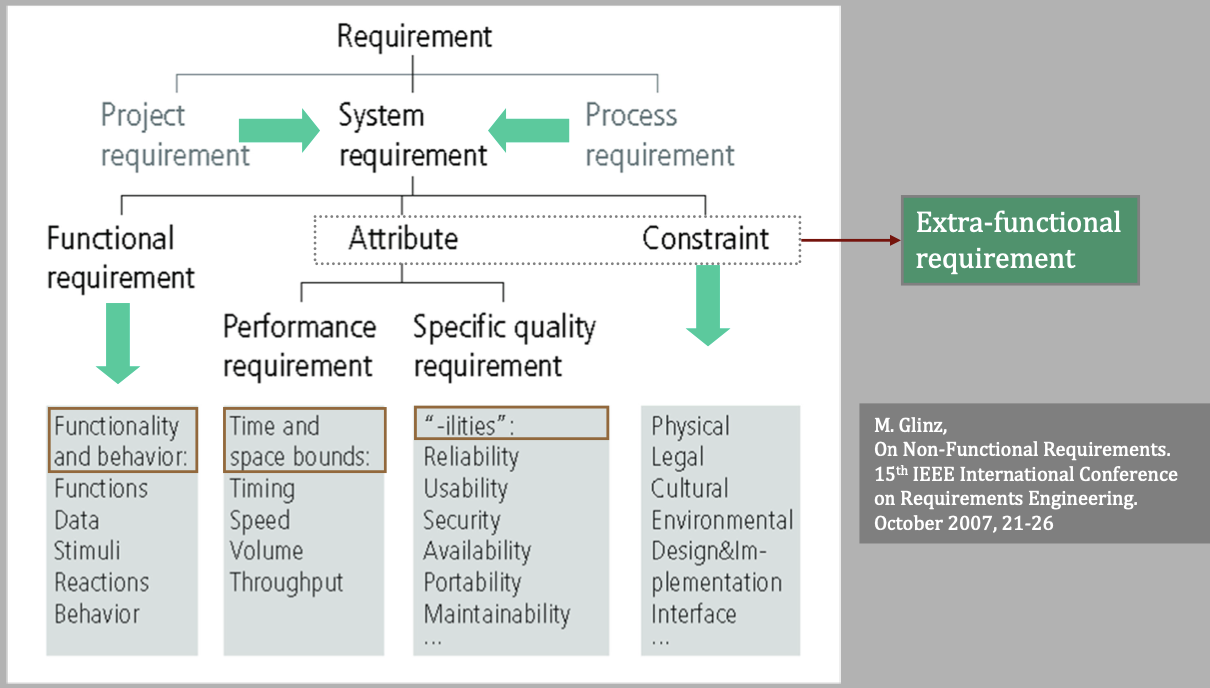 Requirement
Project
requirement
System
requirement
Process
requirement
Functional
requirement
Attribute
Constraint
Extra-functional
requirement
Performance
requirement
Specific quality
requirement
Functionality
and behavior:
Functions
Data
Stimuli
Reactions
Behavior
Time and
space bounds:
Timing
Speed
Volume
Throughput
“-ilities”:
Reliability
Usability
Security
Availability
Portability
Maintainability
...
Physical
Legal
Cultural
Environmental
Design&Im-
plementation
Interface
...
M. Glinz,
On Non-Functional Requirements.
15th IEEE International Conference
on Requirements Engineering.
October 2007, 21-26